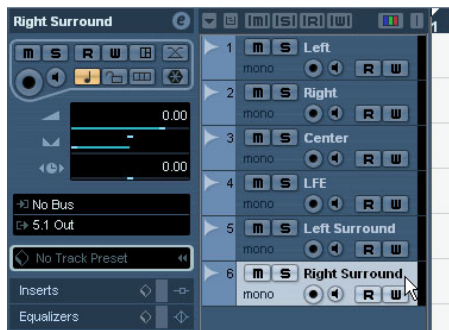 Right Surround e
m S R W
0.00
0.00
No Bus
5.1 Out
No Track Preset
Inserts
Equalizers
m S R W
1
1 m S Left
mono R W
2 m S Right
mono R W
3 m S Center
mono R W
4 m S LFE
mono R W
5 m S Left Surround
mono R W
6 m S Right Surround
mono R W